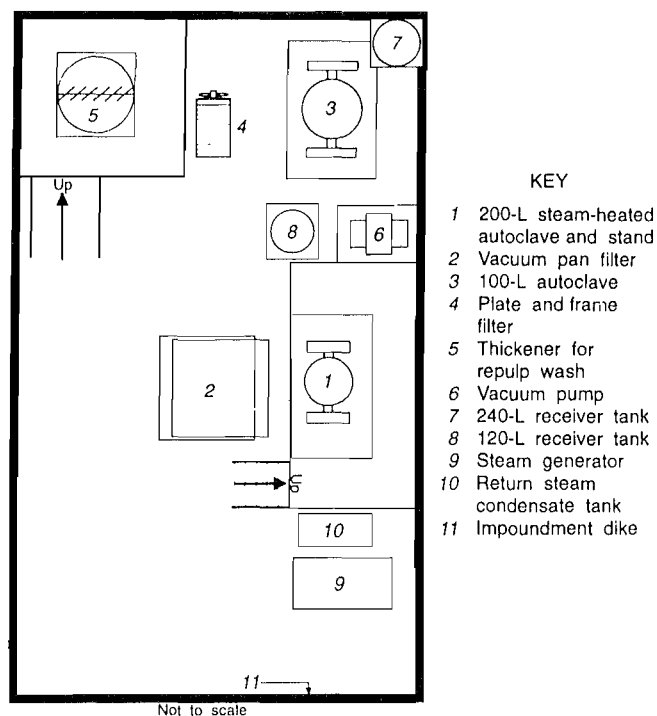 7
3
5
4
Up
8
6
1
2
Up
10
9
11
Not to scale
KEY
1 200-L steam-heated
autoclave and stand
2 Vacuum pan filter
3 100-L autoclave
4 Plate and frame
filter
5 Thickener for
repulp wash
6 Vacuum pump
7 240-L receiver tank
8 120-L receiver tank
9 Steam generator
10 Return steam
condensate tank
11 Impoundment dike